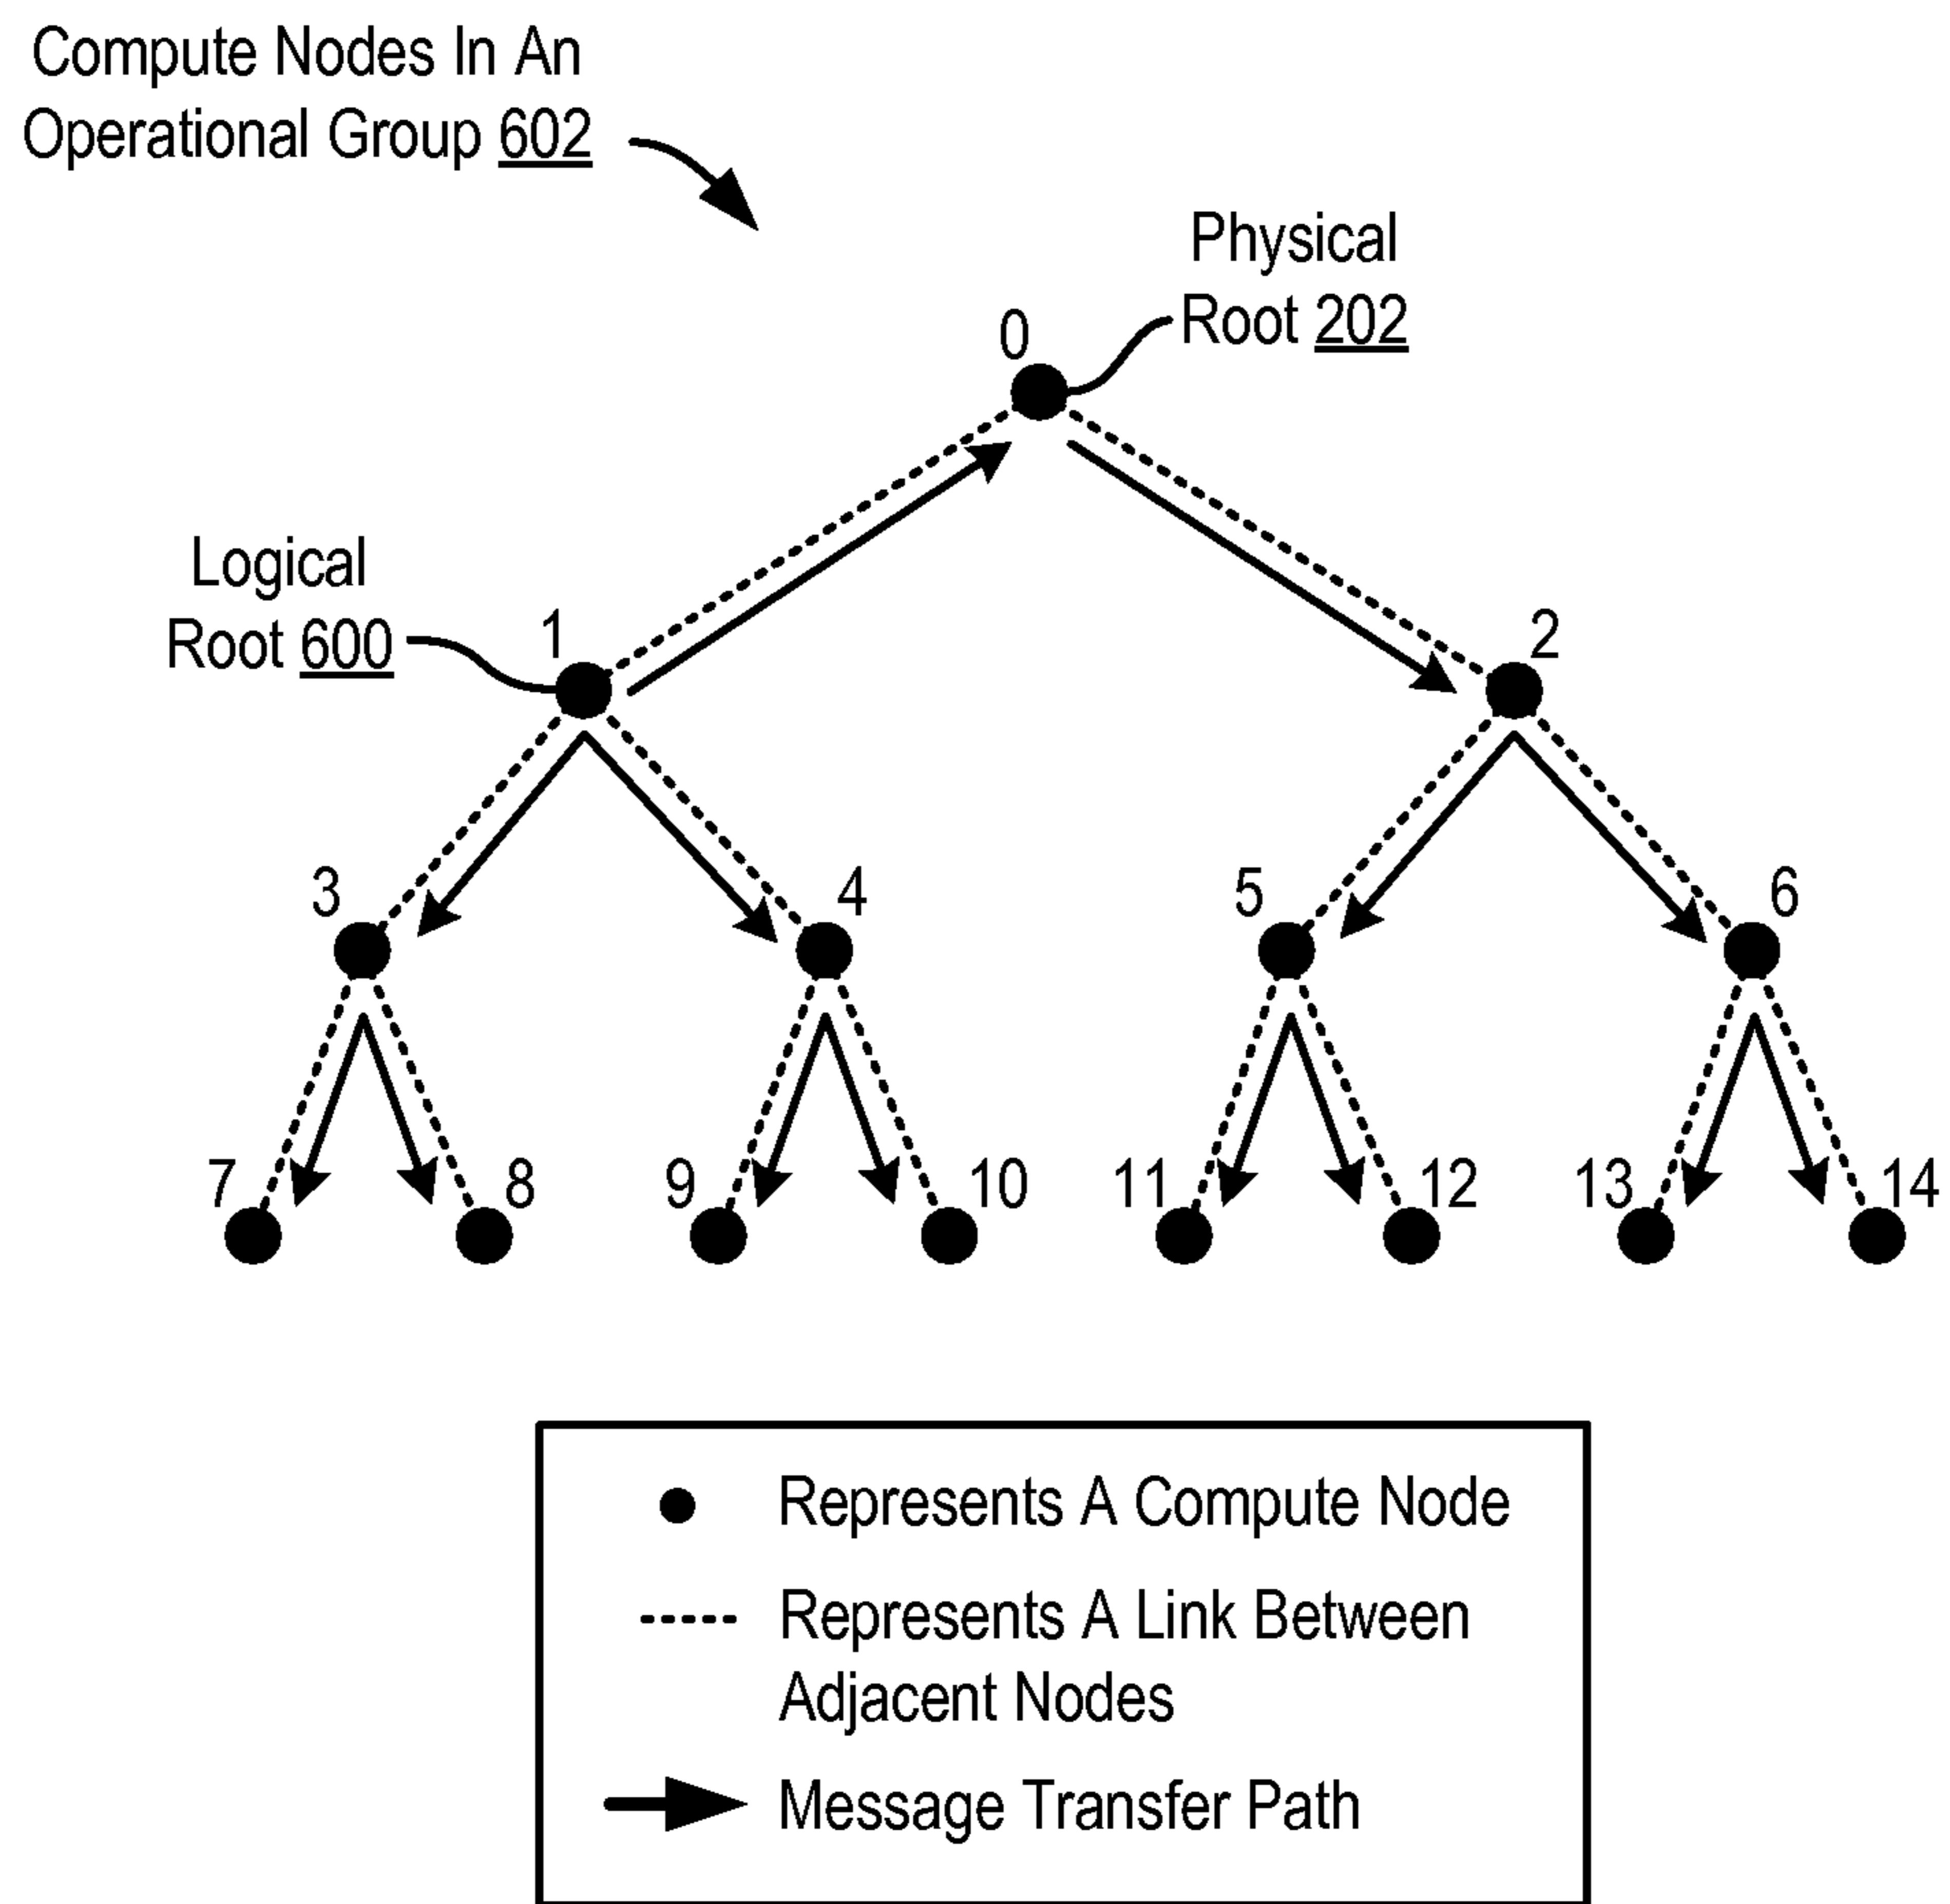 Compute Nodes In An
Operational Group 602
Physical
Root 202
0
Logical
Root 600
1
2
3
4
5
6
7
8
9
10
11
12
13
14
Represents A Compute Node
Represents A Link Between
Adjacent Nodes
Message Transfer Path